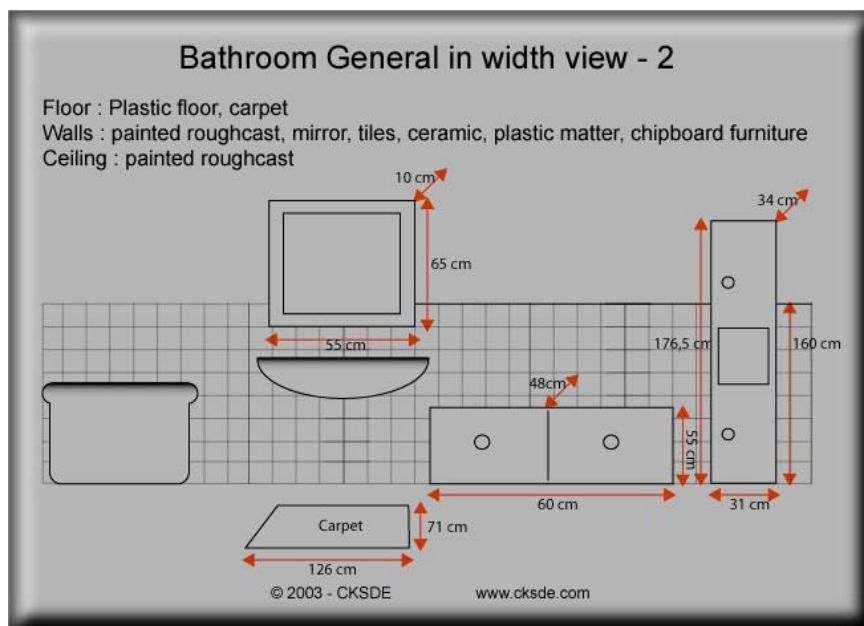 Bathroom General in width view - 2
Floor : Plastic floor, carpet
Walls : painted roughcast, mirror, tiles, ceramic, plastic matter, chipboard furniture
Ceiling : painted roughcast
10 cm
34 cm
65 cm
55 cm
176,5 cm
160 cm
48cm
55 cm
60 cm
31 cm
Carpet
71 cm
126 cm
© 2003 - CKSDE
www.cksde.com